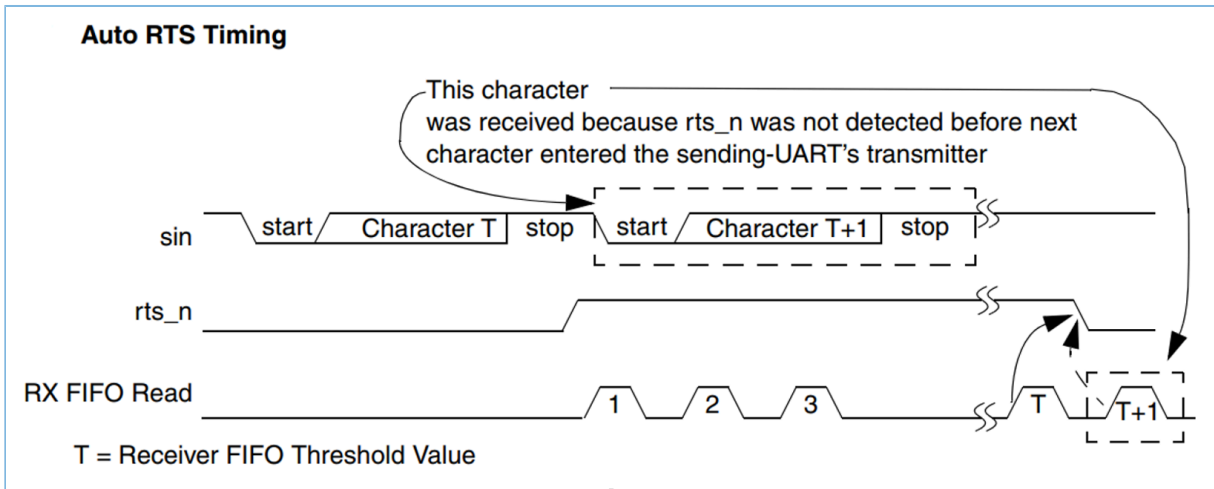 Auto RTS Timing
This character
was received because rts_n was not detected before next
character entered the sending-UART's transmitter
sin start Character T stop start Character T+1 stop
rts_n
RX FIFO Read 1 2 3 T T+1
T = Receiver FIFO Threshold Value